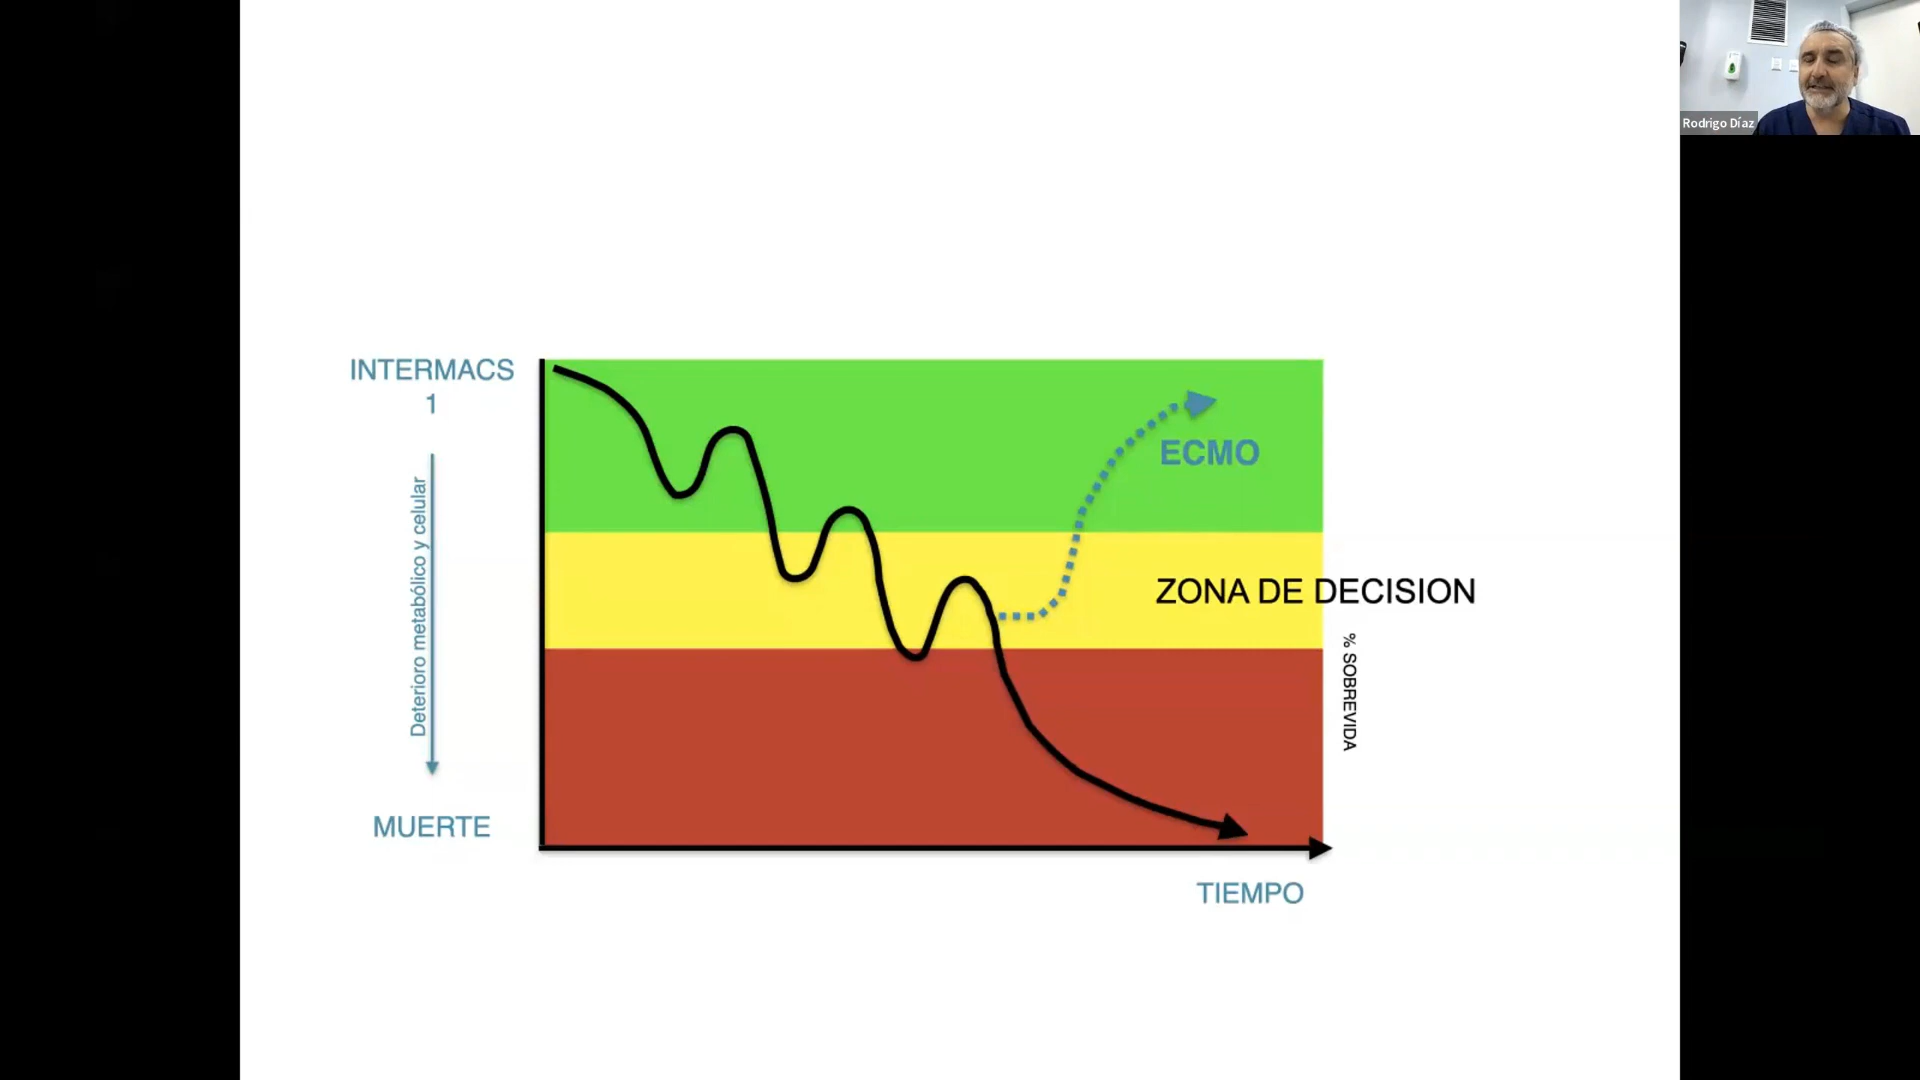 Rodrigo Díaz
INTERMACS
1
Deterioro metabólico y celular
MUERTE
ECMO
ZONA DE DECISION
% SOBREVIDA
TIEMPO